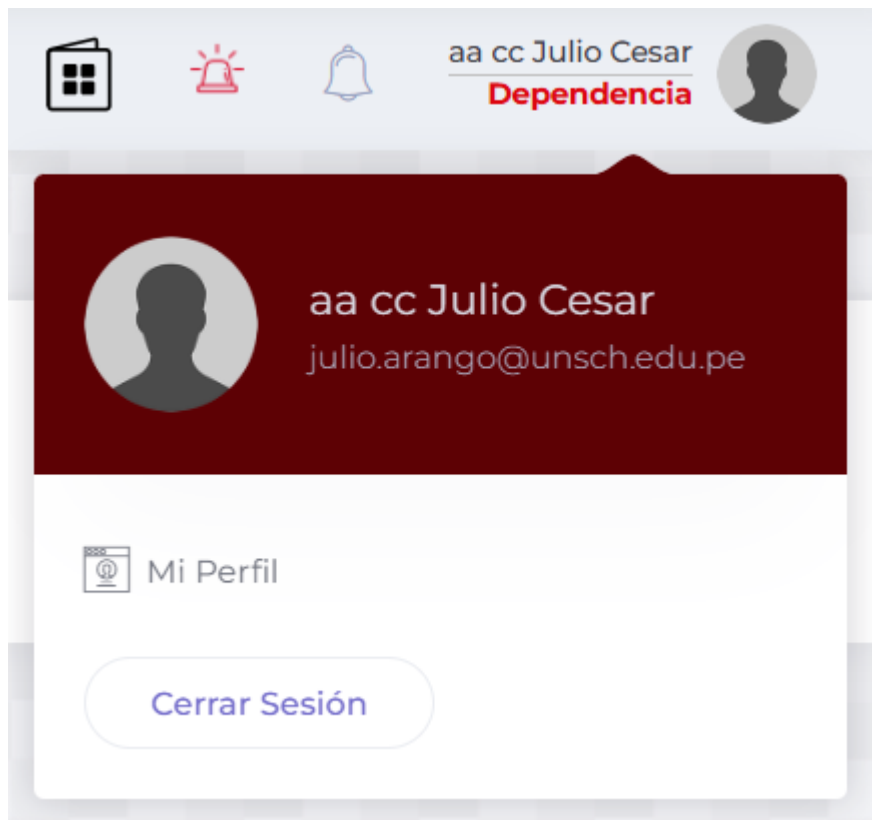 aa cc Julio Cesar
Dependencia
aa cc Julio Cesar
julio.arango@unsch.edu.pe
Mi Perfil
Cerrar Sesión